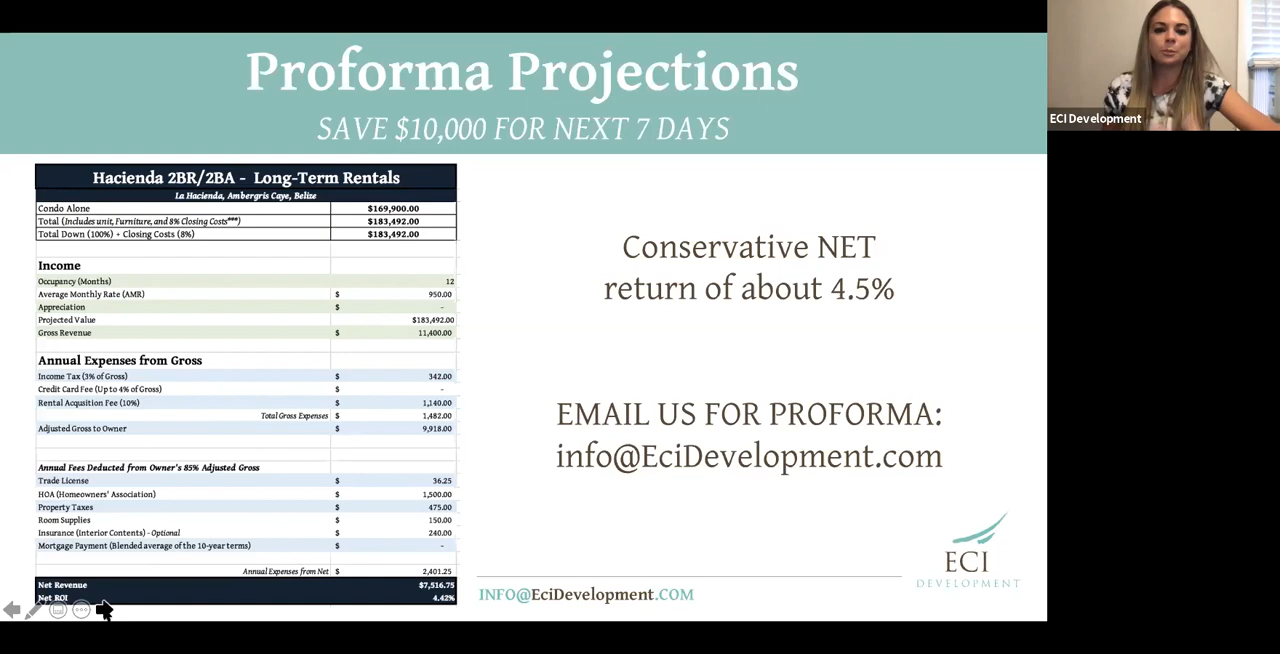 Proforma Projections
SAVE $10,000 FOR NEXT 7 DAYS
ECI Development
Hacienda 2BR/2BA - Long-Term Rentals
La Hacienda, Ambergris Caye, Belize
Condo Alone $169,900.00
Total (Includes unit, Furniture, and 8% Closing Costs***) $183,492.00
Total Down (100%) + Closing Costs (8%) $183,492.00
Income
Occupancy (Months) 12
Average Monthly Rate (AMR) $ 950.00
Appreciation $ -
Projected Value $183,492.00
Gross Revenue $ 11,400.00
Annual Expenses from Gross
Income Tax (3% of Gross) $ 342.00
Credit Card Fee (Up to 4% of Gross) $ -
Rental Acqusition Fee (10%) $ 1,140.00
Total Gross Expenses $ 1,482.00
Adjusted Gross to Owner $ 9,918.00
Annual Fees Deducted from Owner's 85% Adjusted Gross
Trade License $ 36.25
HOA (Homeowners' Association) $ 1,500.00
Property Taxes $ 475.00
Room Supplies $ 150.00
Insurance (Interior Contents) - Optional $ 240.00
Mortgage Payment (Blended average of the 10-year terms) $ -
Annual Expenses from Net $ 2,401.25
Net Revenue $7,516.75
Net ROI 4.42%
Conservative NET
return of about 4.5%
EMAIL US FOR PROFORMA:
info@EciDevelopment.com
INFO@EciDevelopment.COM
ECI
DEVELOPMENT